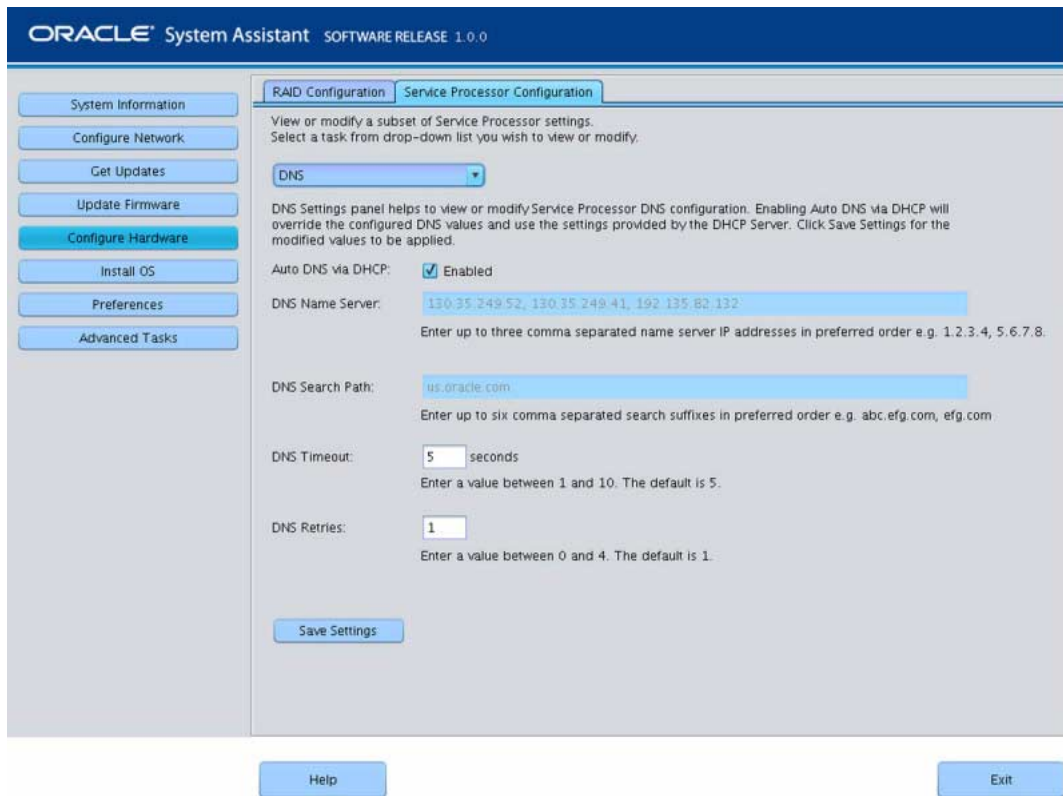 ORACLE System Assistant SOFTWARE RELEASE 1.0.0
System Information
Configure Network
Get Updates
Update Firmware
Configure Hardware
Install OS
Preferences
Advanced Tasks
RAID Configuration
Service Processor Configuration
View or modify a subset of Service Processor settings.
Select a task from drop-down list you wish to view or modify.
DNS
DNS Settings panel helps to view or modify Service Processor DNS configuration. Enabling Auto DNS via DHCP will
override the configured DNS values and use the settings provided by the DHCP Server. Click Save Settings for the
modified values to be applied.
Auto DNS via DHCP: Enabled
DNS Name Server: 130.35.249.52, 130.35.249.41, 192.135.82.132
Enter up to three comma separated name server IP addresses in preferred order e.g. 1.2.3.4, 5.6.7.8.
DNS Search Path: us.oracle.com
Enter up to six comma separated search suffixes in preferred order e.g. abc.efg.com, efg.com
DNS Timeout: 5 seconds
Enter a value between 1 and 10. The default is 5.
DNS Retries: 1
Enter a value between 0 and 4. The default is 1.
Save Settings
Help
Exit